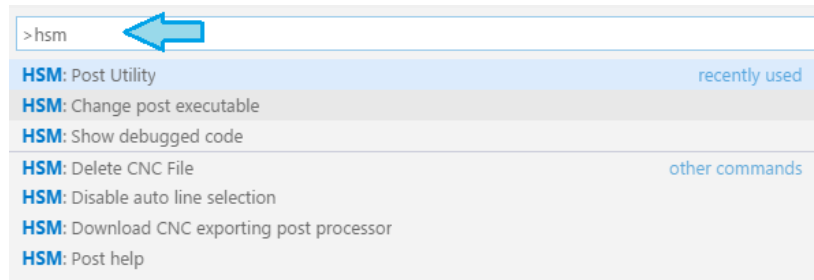 >hsm
HSM: Post Utility recently used
HSM: Change post executable
HSM: Show debugged code
HSM: Delete CNC File other commands
HSM: Disable auto line selection
HSM: Download CNC exporting post processor
HSM: Post help